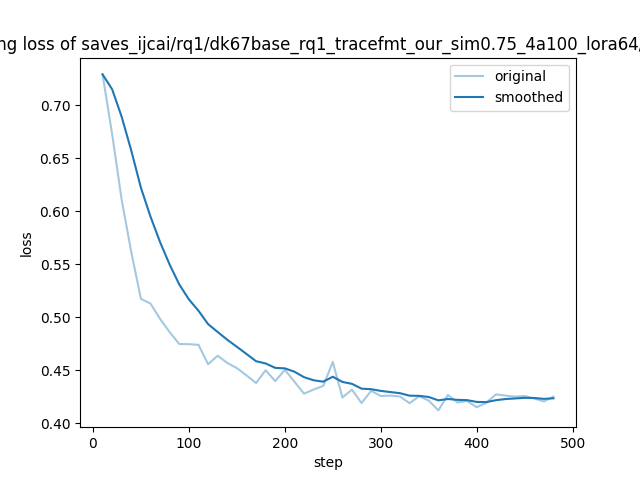 ng loss of saves_ijcai/rq1/dk67base_rq1_tracefmt_our_sim0.75_4a100_lora64,
original
smoothed
0.70
0.65
0.60
0.55
0.50
0.45
0.40
loss
0 100 200 300 400 500
step